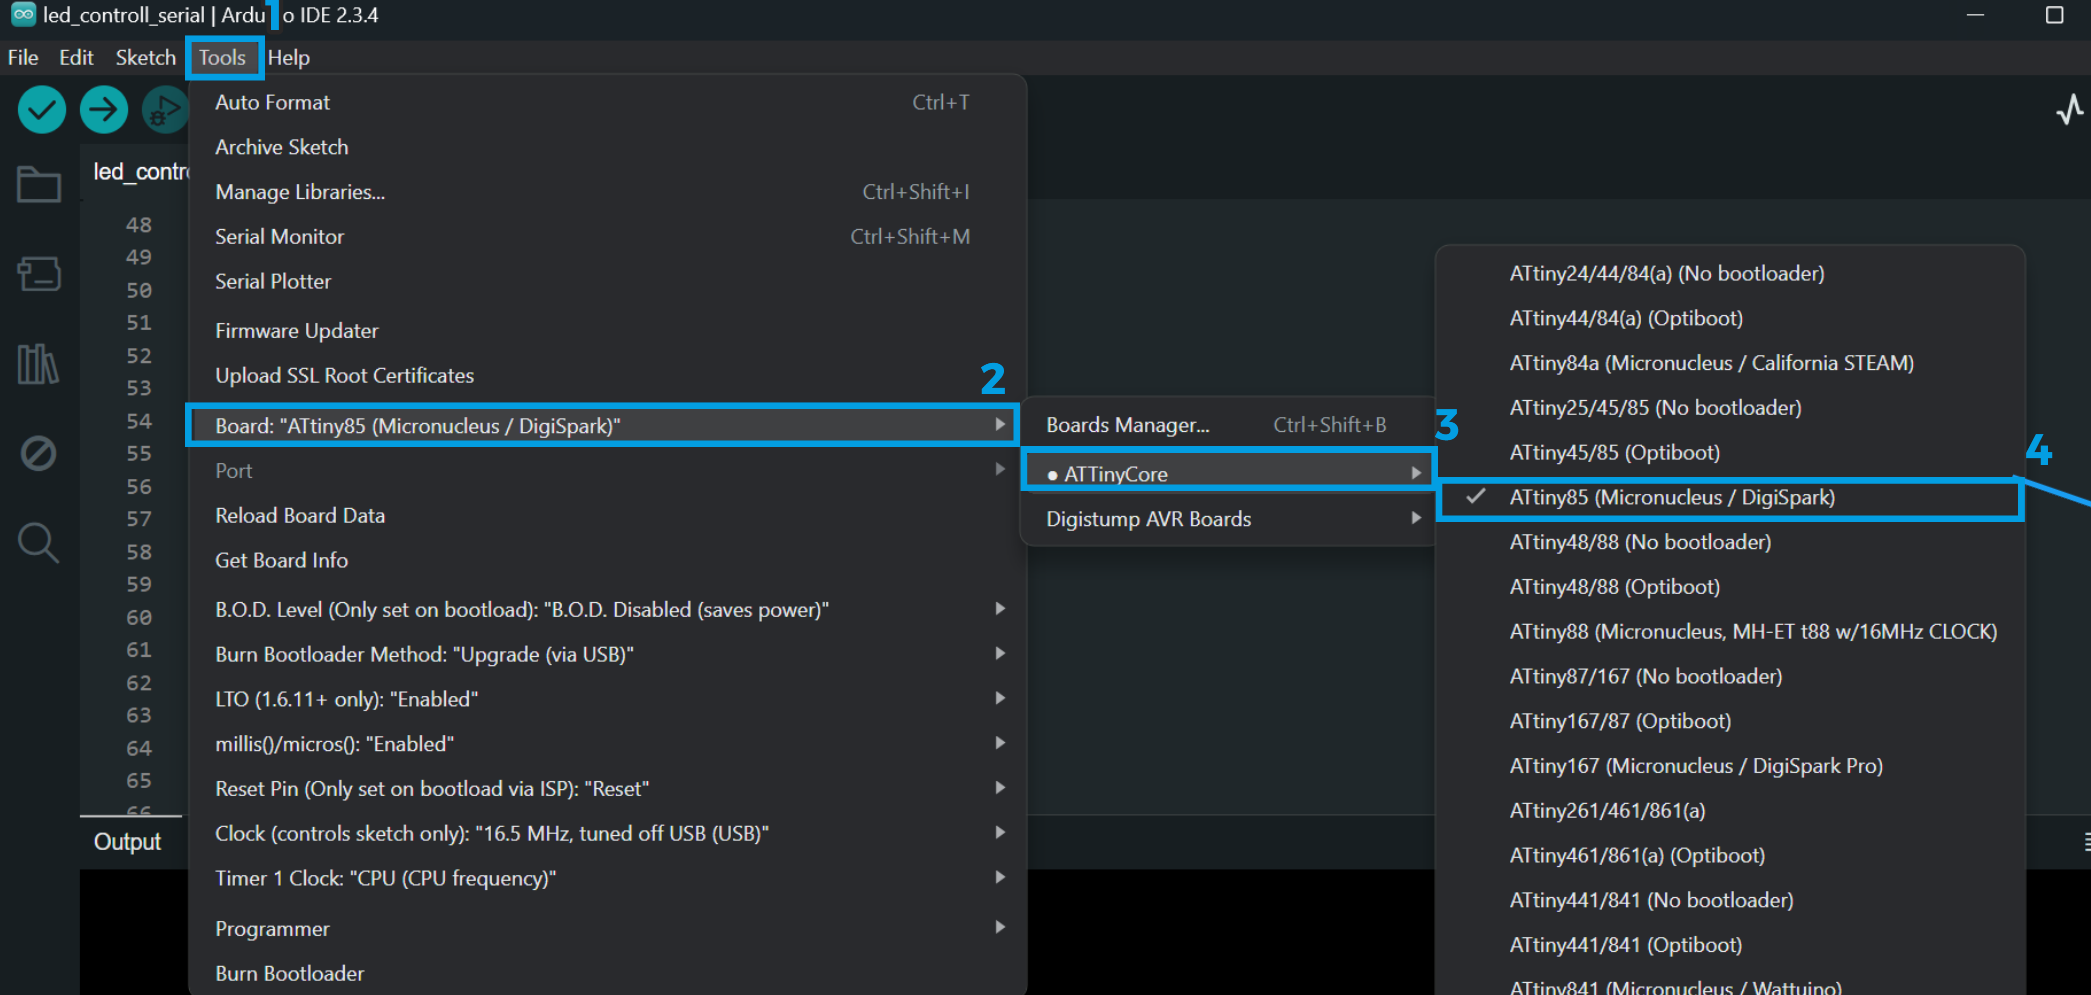 led_controll_serial | Ardu 1 o IDE 2.3.4
File Edit Sketch Tools Help
led_contr
48
49
50
51
52
53
54
55
56
57
58
59
60
61
62
63
64
65
66
Output
Auto Format Ctrl+T
Archive Sketch
Manage Libraries... Ctrl+Shift+I
Serial Monitor Ctrl+Shift+M
Serial Plotter
Firmware Updater
Upload SSL Root Certificates
2
Board: "ATtiny85 (Micronucleus / DigiSpark)"
Port
Reload Board Data
Get Board Info
B.O.D. Level (Only set on bootload): "B.O.D. Disabled (saves power)"
Burn Bootloader Method: "Upgrade (via USB)"
LTO (1.6.11+ only): "Enabled"
millis()/micros(): "Enabled"
Reset Pin (Only set on bootload via ISP): "Reset"
Clock (controls sketch only): "16.5 MHz, tuned off USB (USB)"
Timer 1 Clock: "CPU (CPU frequency)"
Programmer
Burn Bootloader
Boards Manager... Ctrl+Shift+B
3
● ATTinyCore
Digistump AVR Boards
ATtiny24/44/84(a) (No bootloader)
ATtiny44/84(a) (Optiboot)
ATtiny84a (Micronucleus / California STEAM)
ATtiny25/45/85 (No bootloader)
ATtiny45/85 (Optiboot)
4
✓ ATtiny85 (Micronucleus / DigiSpark)
ATtiny48/88 (No bootloader)
ATtiny48/88 (Optiboot)
ATtiny88 (Micronucleus, MH-ET t88 w/16MHz CLOCK)
ATtiny87/167 (No bootloader)
ATtiny167/87 (Optiboot)
ATtiny167 (Micronucleus / DigiSpark Pro)
ATtiny261/461/861(a)
ATtiny461/861(a) (Optiboot)
ATtiny441/841 (No bootloader)
ATtiny441/841 (Optiboot)
ATtiny841 (Micronucleus / Wattuino)